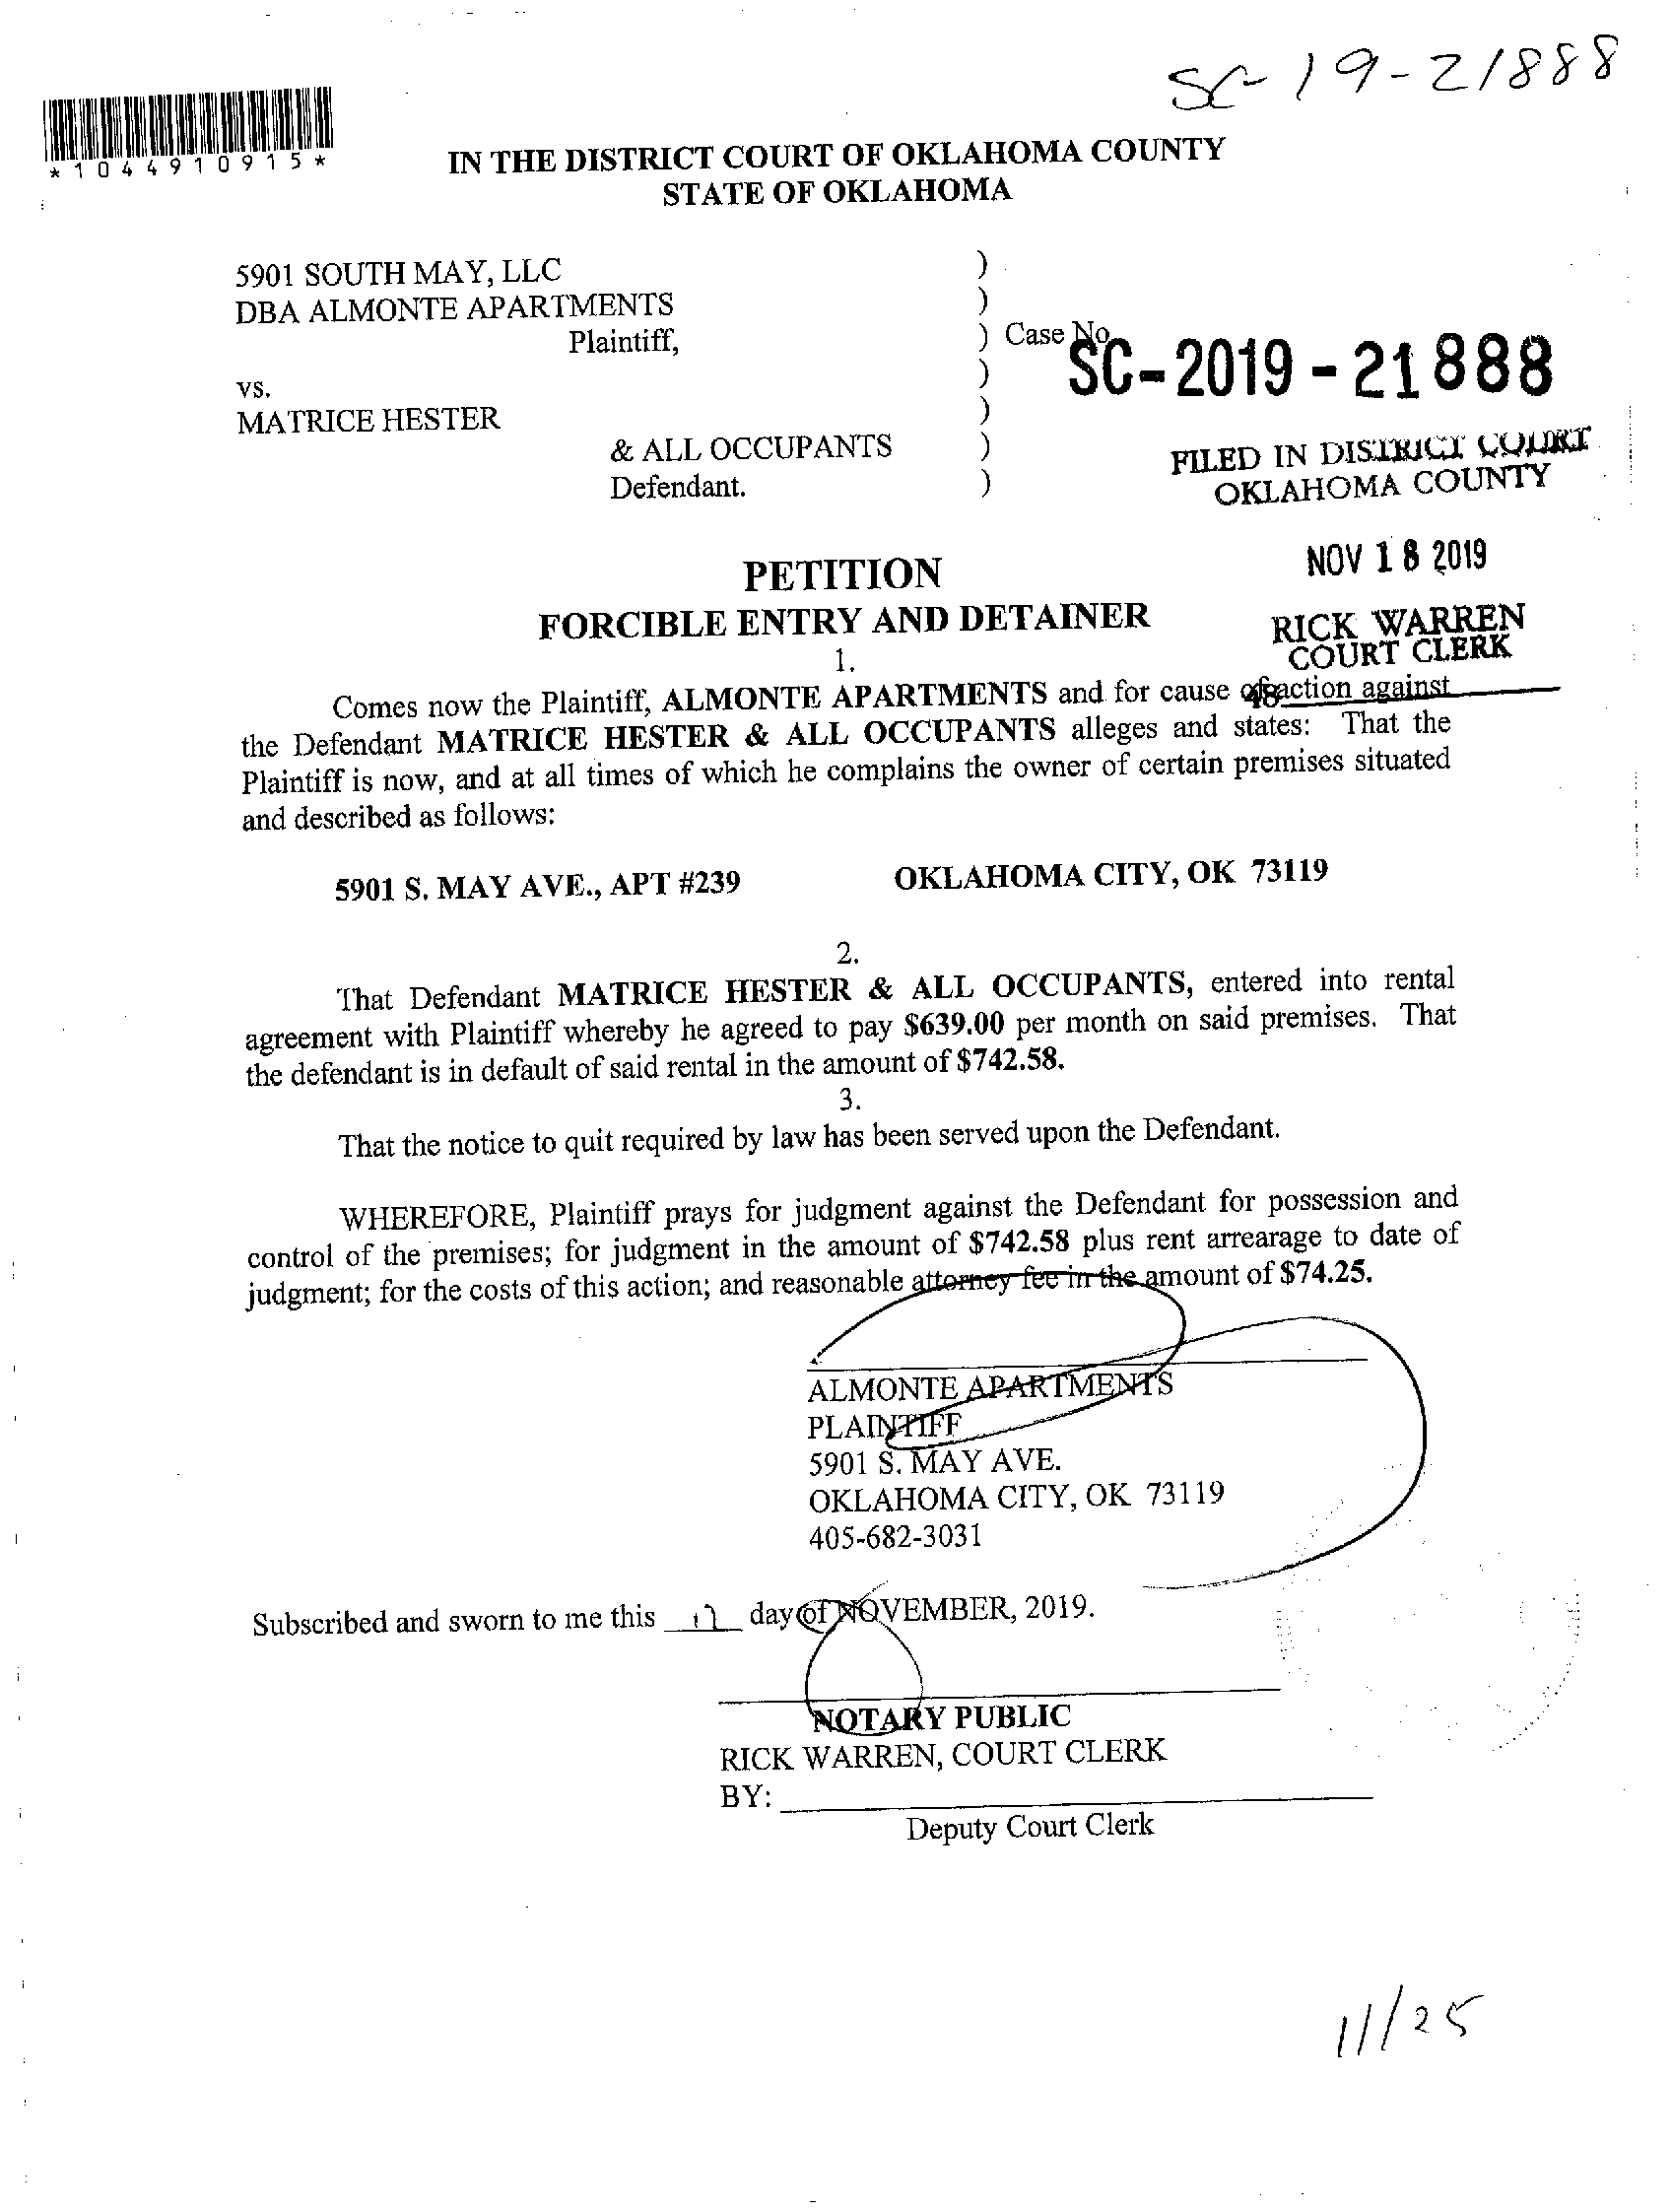 SC-19-21888
*1044910915*
IN THE DISTRICT COURT OF OKLAHOMA COUNTY
STATE OF OKLAHOMA
5901 SOUTH MAY, LLC )
DBA ALMONTE APARTMENTS )
Plaintiff, ) Case No.
SC-2019-21888
vs. )
MATRICE HESTER )
& ALL OCCUPANTS )
Defendant. )
FILED IN DISTRICT COURT
OKLAHOMA COUNTY
NOV 18 2019
RICK WARREN
COURT CLERK
48
PETITION
FORCIBLE ENTRY AND DETAINER
1.
Comes now the Plaintiff, ALMONTE APARTMENTS and for cause of action against
the Defendant MATRICE HESTER & ALL OCCUPANTS alleges and states: That the
Plaintiff is now, and at all times of which he complains the owner of certain premises situated
and described as follows:
5901 S. MAY AVE., APT #239 OKLAHOMA CITY, OK 73119
2.
That Defendant MATRICE HESTER & ALL OCCUPANTS, entered into rental
agreement with Plaintiff whereby he agreed to pay $639.00 per month on said premises. That
the defendant is in default of said rental in the amount of $742.58.
3.
That the notice to quit required by law has been served upon the Defendant.
WHEREFORE, Plaintiff prays for judgment against the Defendant for possession and
control of the premises; for judgment in the amount of $742.58 plus rent arrearage to date of
judgment; for the costs of this action; and reasonable attorney fee in the amount of $74.25.
ALMONTE APARTMENTS
PLAINTIFF
5901 S. MAY AVE.
OKLAHOMA CITY, OK 73119
405-682-3031
Subscribed and sworn to me this 17 day of NOVEMBER, 2019.
NOTARY PUBLIC
RICK WARREN, COURT CLERK
BY:
Deputy Court Clerk
11/25